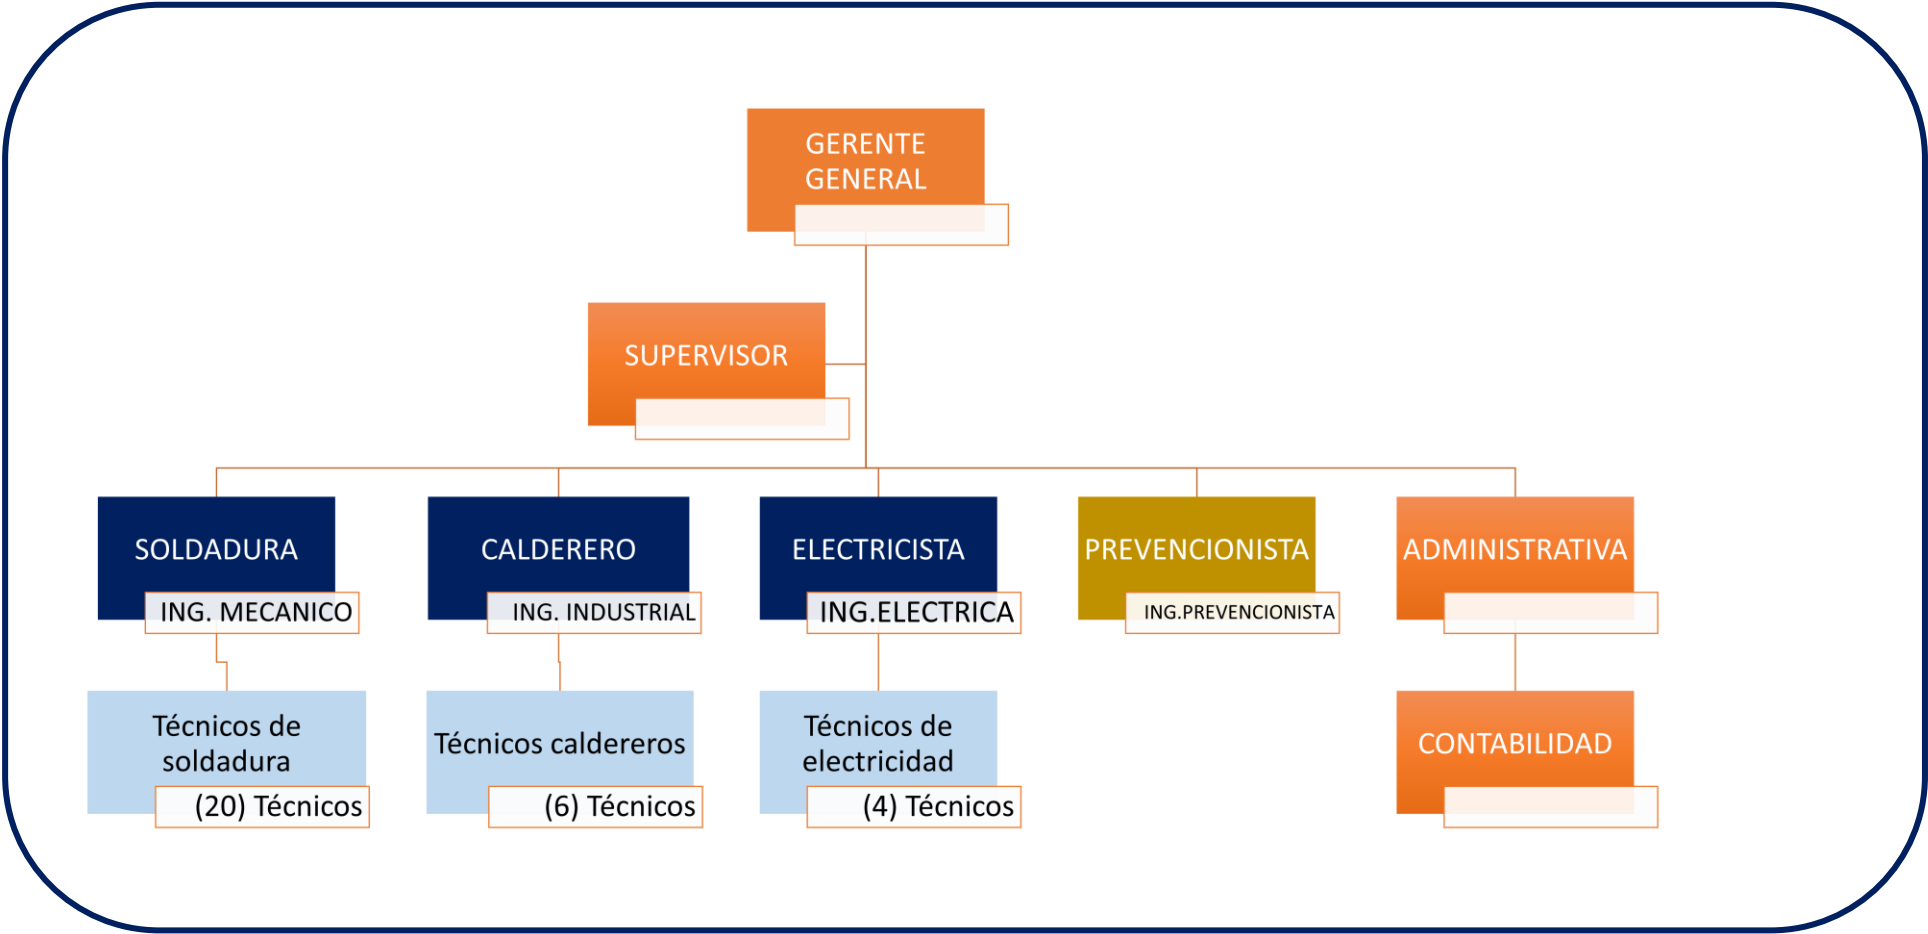 GERENTE
GENERAL
SUPERVISOR
SOLDADURA
ING. MECANICO
CALDERERO
ING. INDUSTRIAL
ELECTRICISTA
ING.ELECTRICA
PREVENCIONISTA
ING.PREVENCIONISTA
ADMINISTRATIVA
Técnicos de
soldadura
(20) Técnicos
Técnicos caldereros
(6) Técnicos
Técnicos de
electricidad
(4) Técnicos
CONTABILIDAD